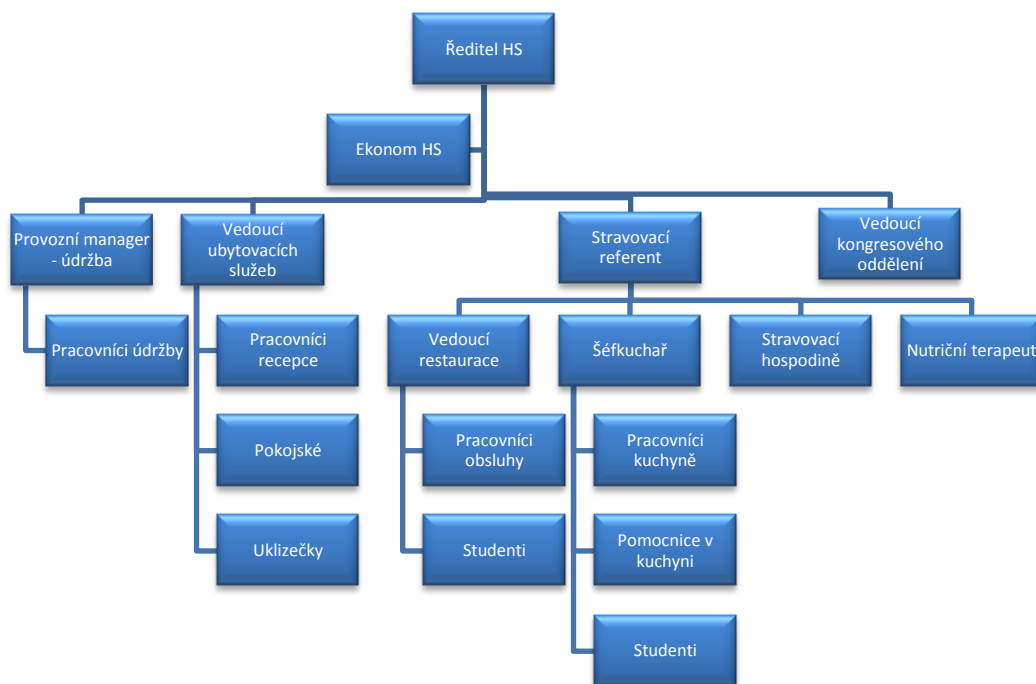 Ředitel HS
Ekonom HS
Provozní manager
- údržba
Vedoucí
ubytovacích
služeb
Stravovací
referent
Vedoucí
kongresového
oddělení
Pracovníci údržby
Pracovníci
recepce
Vedoucí
restaurace
Šéfkuchař
Stravovací
hospodině
Nutriční terapeut
Pokojské
Pracovníci
obsluhy
Pracovníci
kuchyně
Uklizečky
Studenti
Pomocnice v
kuchyni
Studenti